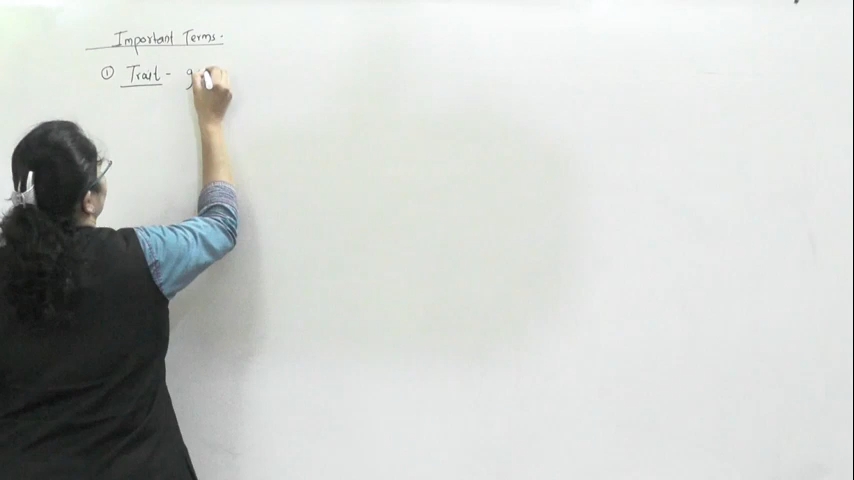 Important Terms.
① Trait -